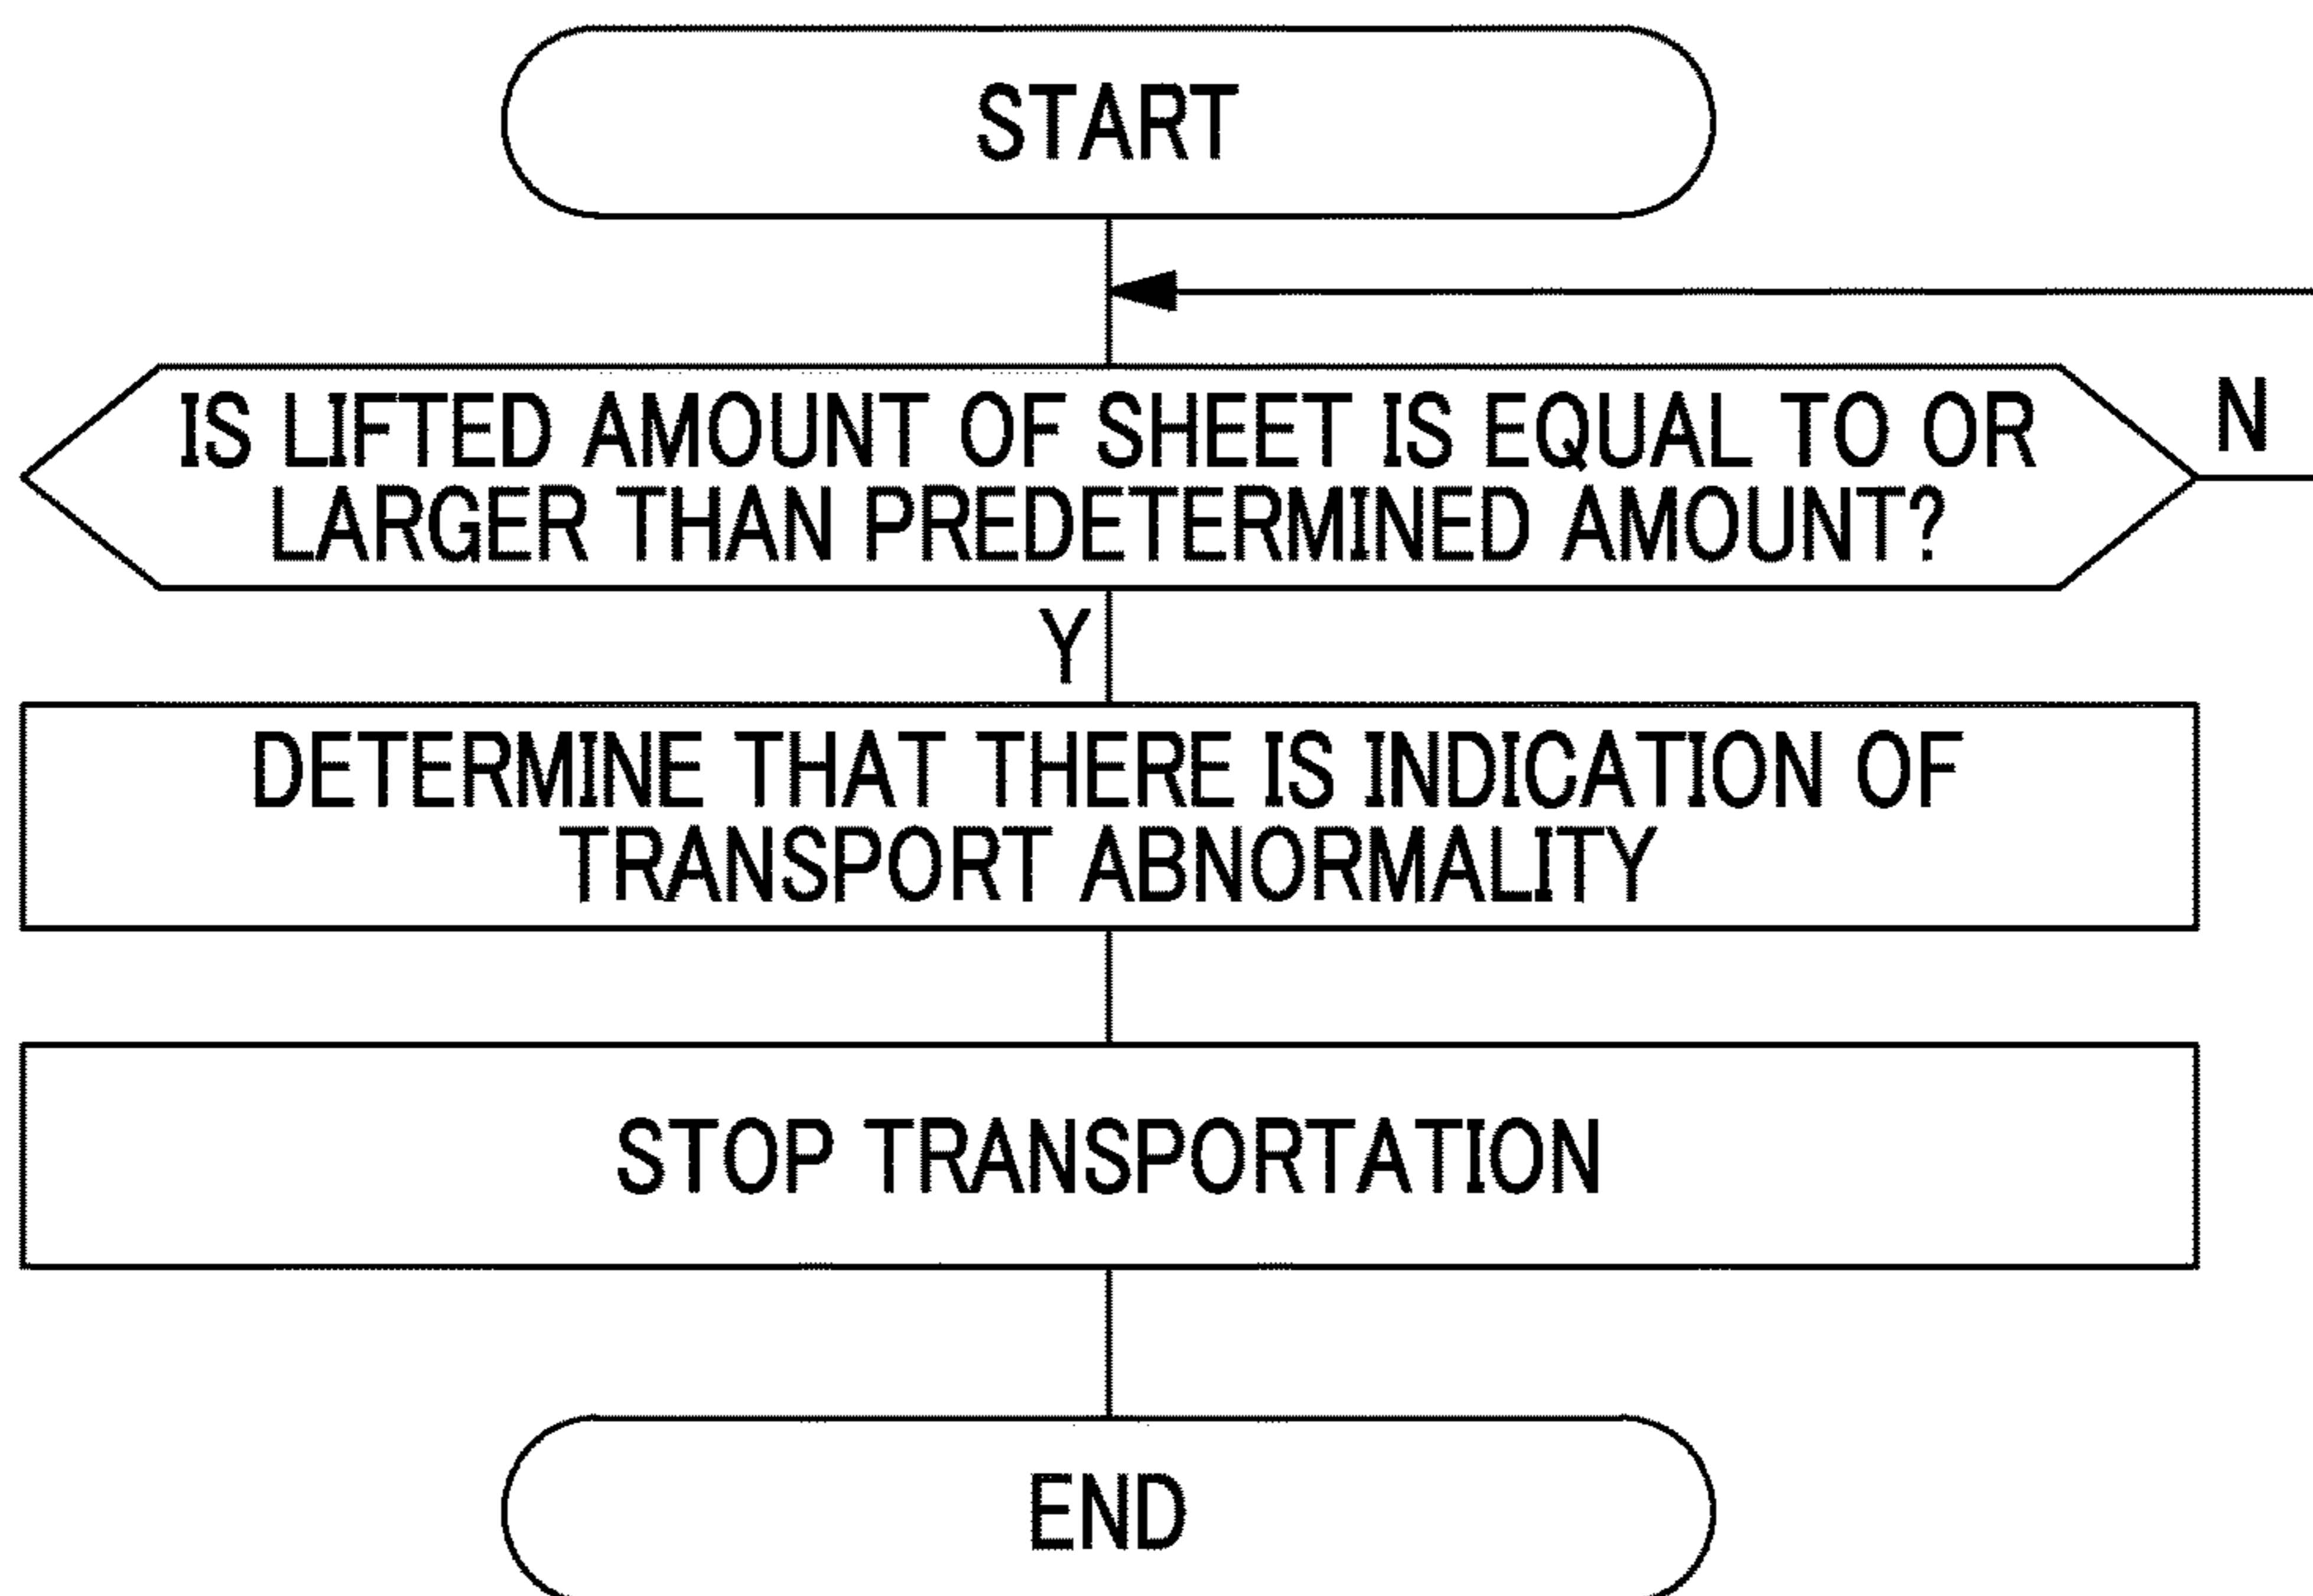 START
IS LIFTED AMOUNT OF SHEET IS EQUAL TO OR
LARGER THAN PREDETERMINED AMOUNT?
N
Y
DETERMINE THAT THERE IS INDICATION OF
TRANSPORT ABNORMALITY
STOP TRANSPORTATION
END